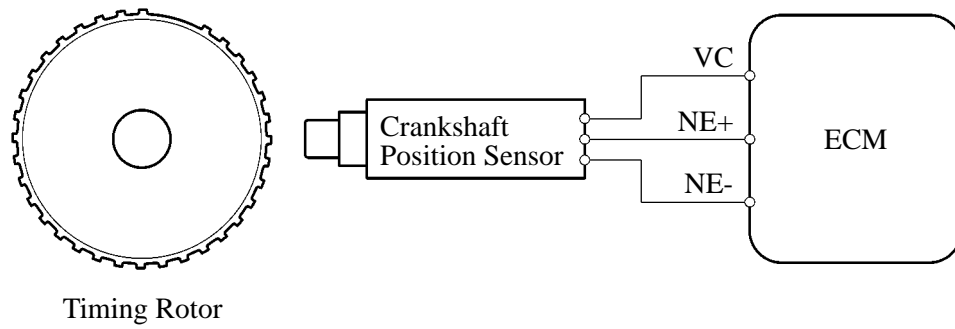 VC
Crankshaft
Position Sensor
NE+
NE-
ECM
Timing Rotor